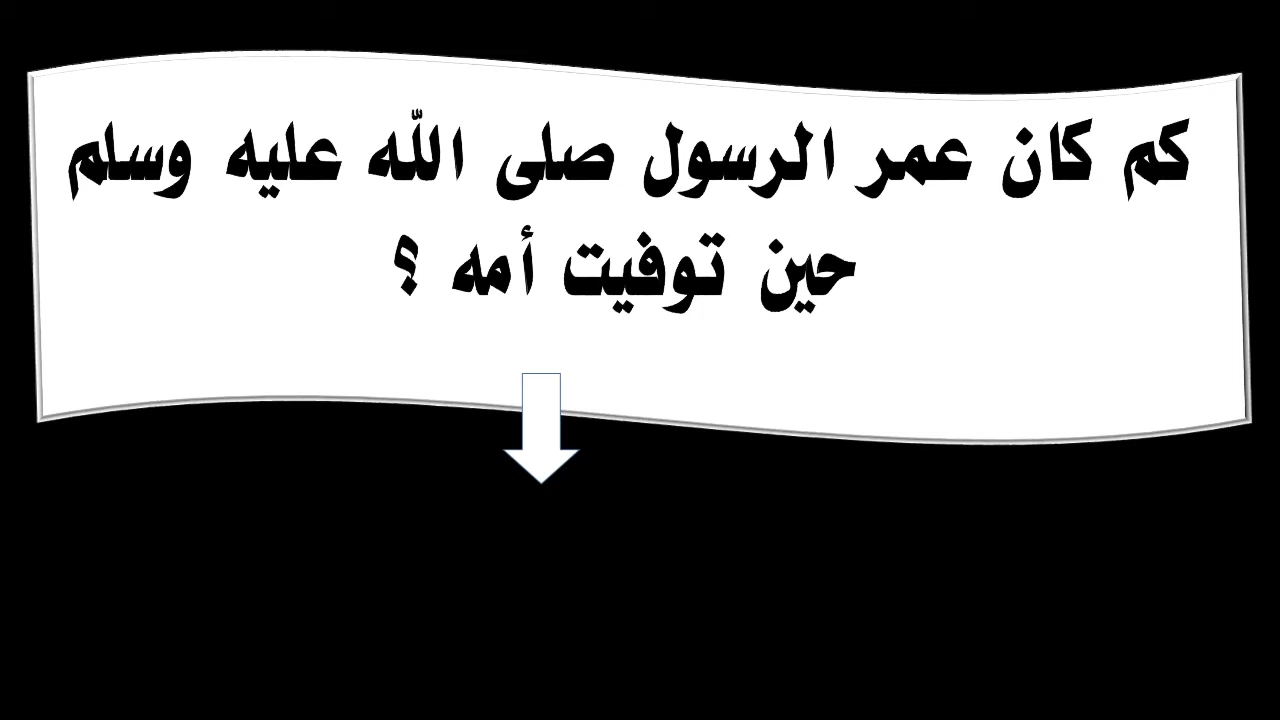 كم كان عمر الرسول صلى الله عليه وسلم
حين توفيت أمه ؟